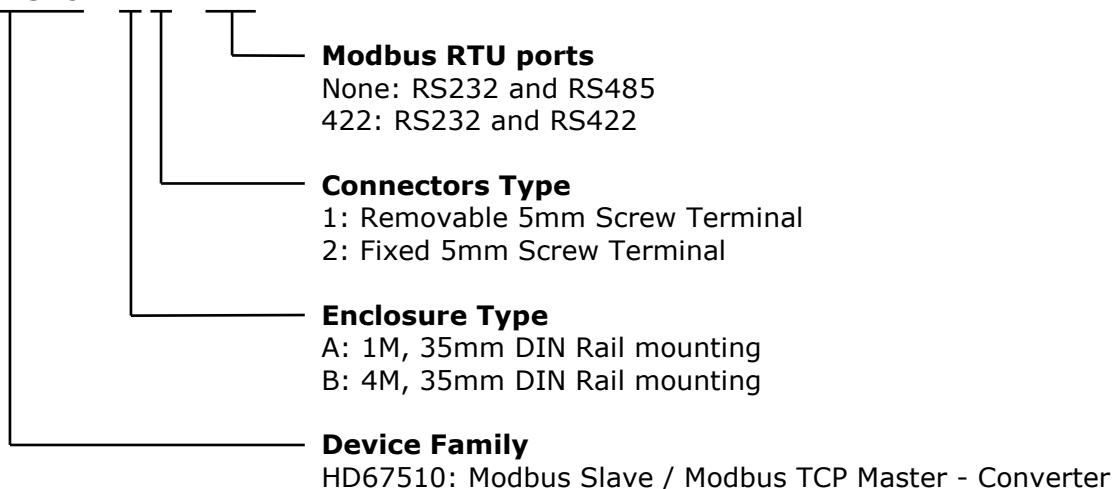 Modbus RTU ports
None: RS232 and RS485
422: RS232 and RS422
Connectors Type
1: Removable 5mm Screw Terminal
2: Fixed 5mm Screw Terminal
Enclosure Type
A: 1M, 35mm DIN Rail mounting
B: 4M, 35mm DIN Rail mounting
Device Family
HD67510: Modbus Slave / Modbus TCP Master - Converter